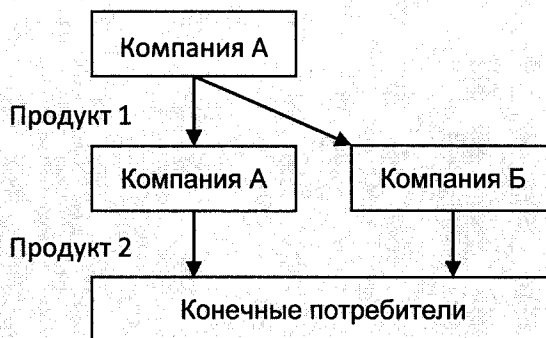 Компания А
Продукт 1
Компания А
Компания Б
Продукт 2
Конечные потребители